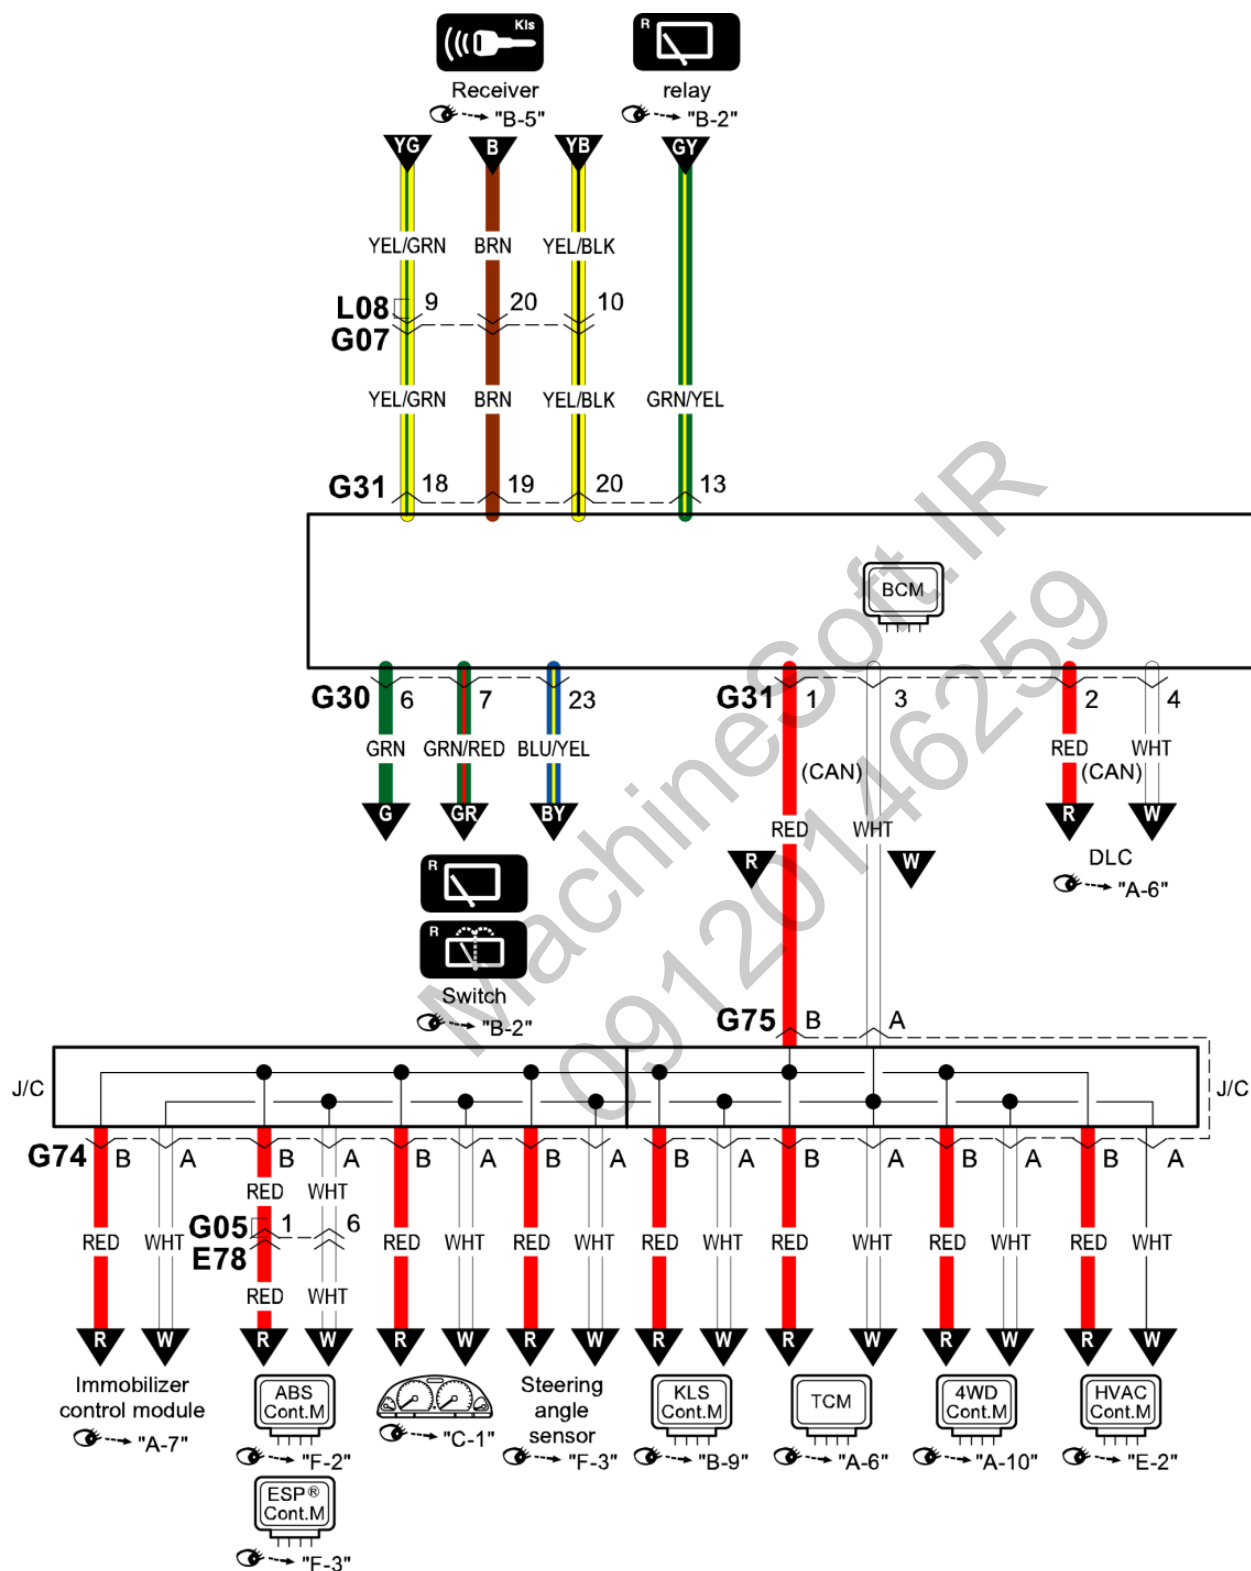 Kls
R
Receiver
relay
"B-5"
"B-2"
YG B YB GY
YEL/GRN BRN YEL/BLK
L08 9 20 10
G07
YEL/GRN BRN YEL/BLK GRN/YEL
G31 18 19 20 13
BCM
G30 6 7 23 G31 1 3 2 4
GRN GRN/RED BLU/YEL RED WHT
(CAN) (CAN)
G GR BY R W
RED WHT
R W DLC
"A-6"
R
R
Switch
"B-2"
G75 B A
J/C J/C
G74 B A B A B A B A B A B A B A B A
RED WHT
G05 1 6
RED WHT RED WHT RED WHT RED WHT RED WHT RED WHT RED WHT
E78
RED WHT
R W R W R W R W R W R W R W R W
Immobilizer
control module
"A-7"
ABS
Cont.M
"F-2"
ESP®
Cont.M
"F-3"
"C-1"
Steering
angle
sensor
"F-3"
KLS
Cont.M
"B-9"
TCM
"A-6"
4WD
Cont.M
"A-10"
HVAC
Cont.M
"E-2"
MachineSoft.IR
09120146259